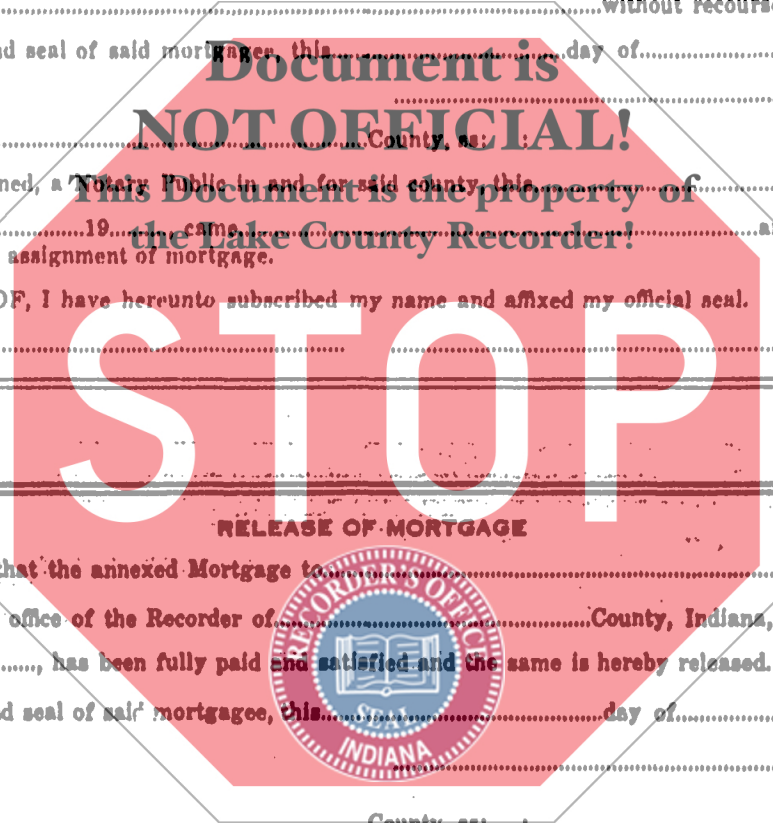 without recours
nd seal of said mortgagee, this day of
Document is
NOT OFFICIAL!
County, ss:
ned, a Notary Public in and for said county, this
This Document is the property of
19 , came a
the Lake County Recorder!
assignment of mortgage.
OF, I have hereunto subscribed my name and affixed my official seal.
STOP
RELEASE OF MORTGAGE
that the annexed Mortgage to
office of the Recorder of County, Indiana,
, has been fully paid and satisfied and the same is hereby released.
nd seal of said mortgagee, this day of
RECORDER'S OFFICE
SEAL
INDIANA
County, ss: